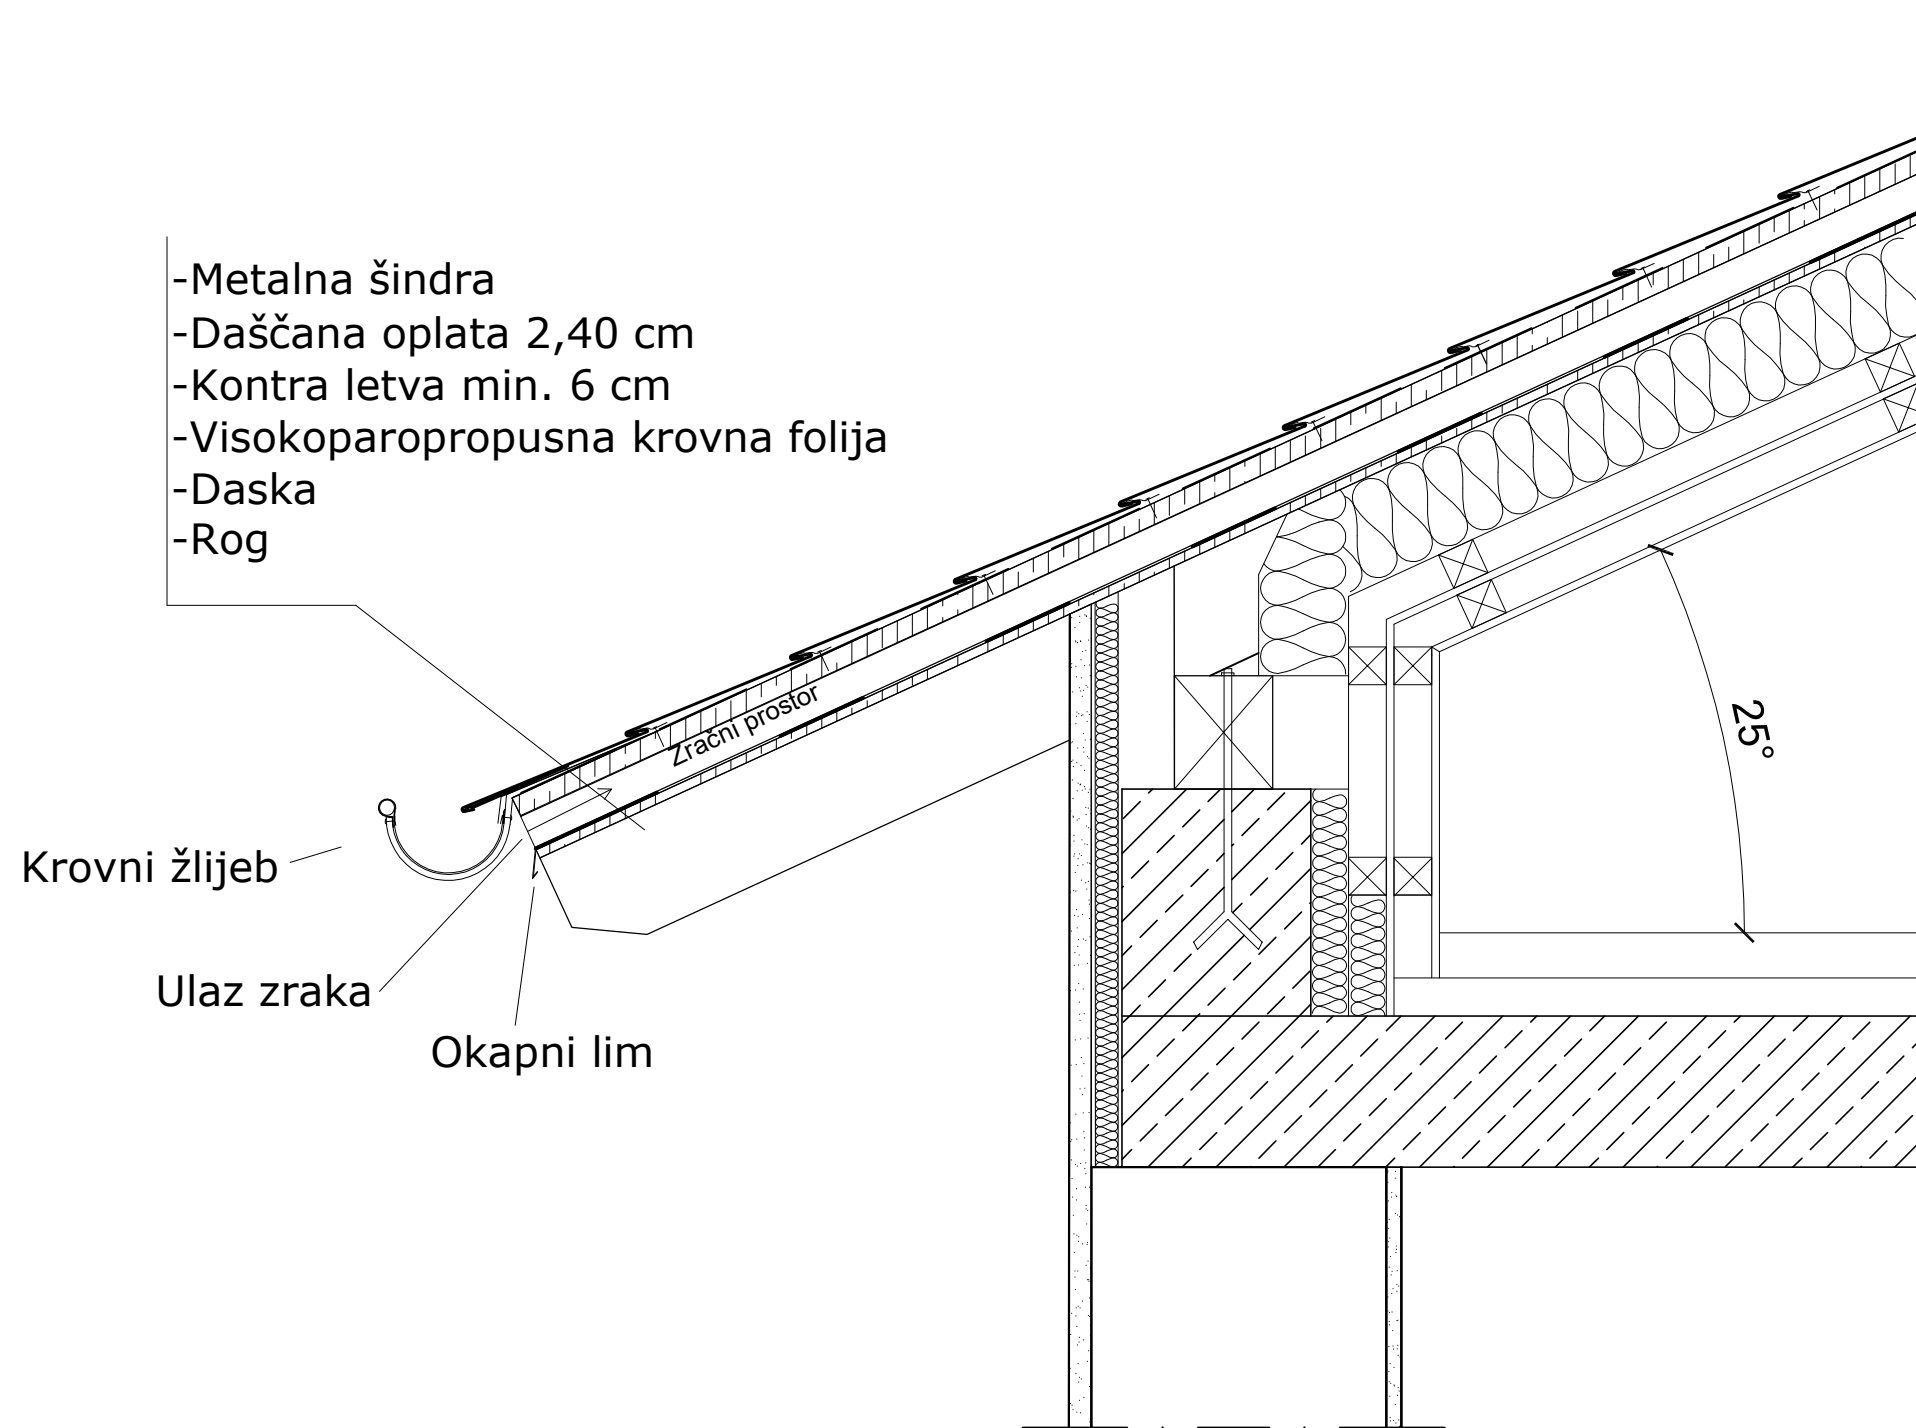 -Metalna šindra
-Daščana oplata 2,40 cm
-Kontra letva min. 6 cm
-Visokoparopropusna krovna folija
-Daska
-Rog
Zračni prostor
25°
Krovni žlijeb
Ulaz zraka
Okapni lim